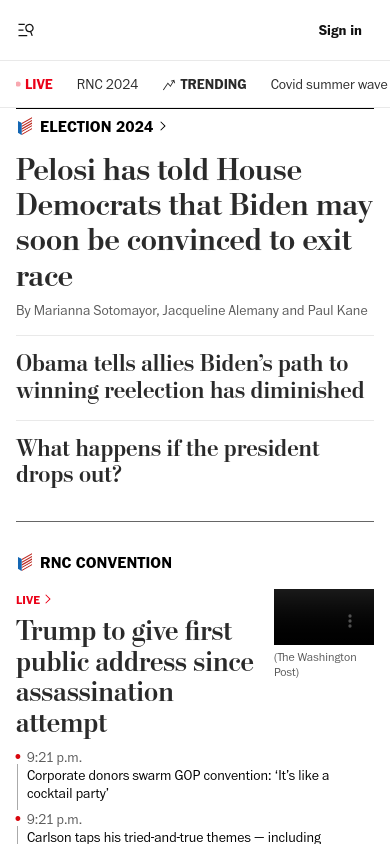 Sign in
LIVE
RNC 2024
TRENDING
Covid summer wave
ELECTION 2024
Pelosi has told House
Democrats that Biden may
soon be convinced to exit
race
By Marianna Sotomayor, Jacqueline Alemany and Paul Kane
Obama tells allies Biden’s path to
winning reelection has diminished
What happens if the president
drops out?
RNC CONVENTION
LIVE
Trump to give first
public address since
assassination
attempt
(The Washington
Post)
9:21 p.m.
Corporate donors swarm GOP convention: ‘It’s like a
cocktail party’
9:21 p.m.
Carlson taps his tried-and-true themes — including